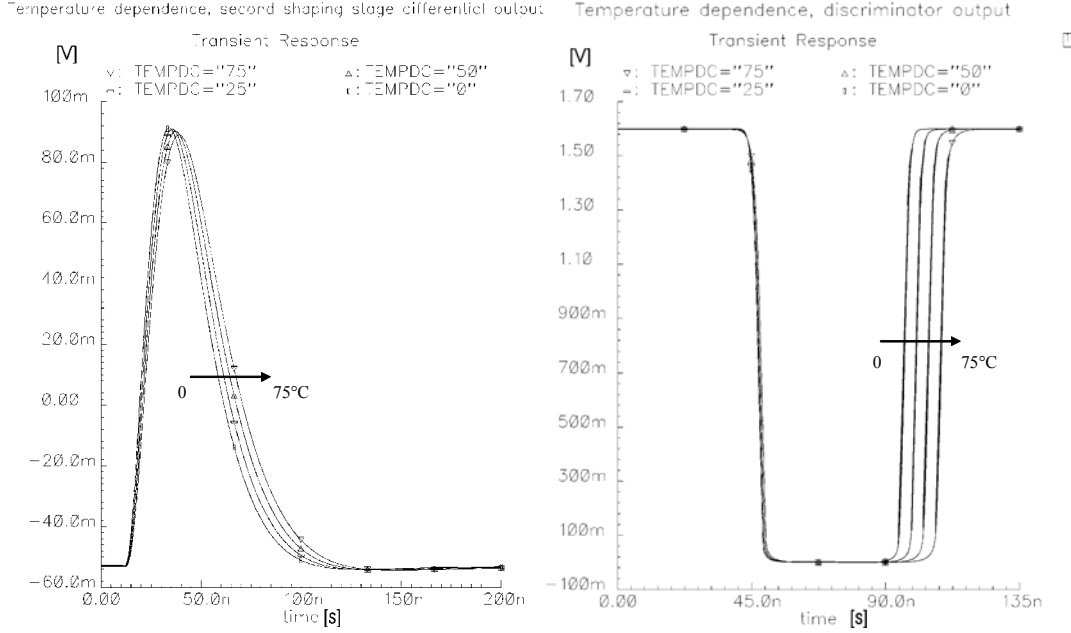 Temperature dependence, second shaping stage differential output
Transient Response
[V]
▿: TEMPDC="75"
▵: TEMPDC="50"
▫: TEMPDC="25"
▯: TEMPDC="0"
100m
80.0m
60.0m
40.0m
20.0m
0.00
-20.0m
-40.0m
-60.0m
0 75°C
0.00 50.0n 100n 150n 200n
time [s]
Temperature dependence, discriminator output
Transient Response
[V]
▿: TEMPDC="75"
▵: TEMPDC="50"
▫: TEMPDC="25"
▯: TEMPDC="0"
1.70
1.50
1.30
1.10
900m
700m
500m
300m
100m
-100m
0 75°C
0.00 45.0n 90.0n 135n
time [s]